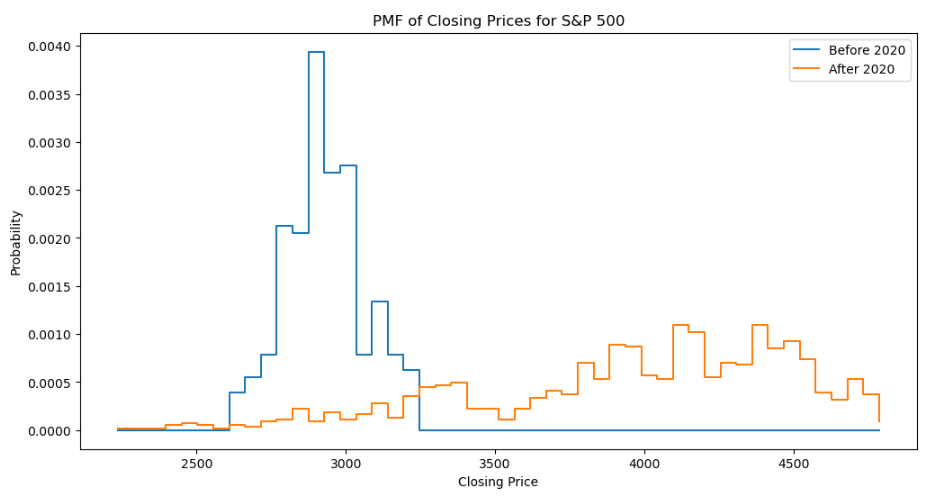 PMF of Closing Prices for S&P 500
Before 2020
After 2020
0.0040
0.0035
0.0030
0.0025
0.0020
0.0015
0.0010
0.0005
0.0000
Probability
2500 3000 3500 4000 4500
Closing Price